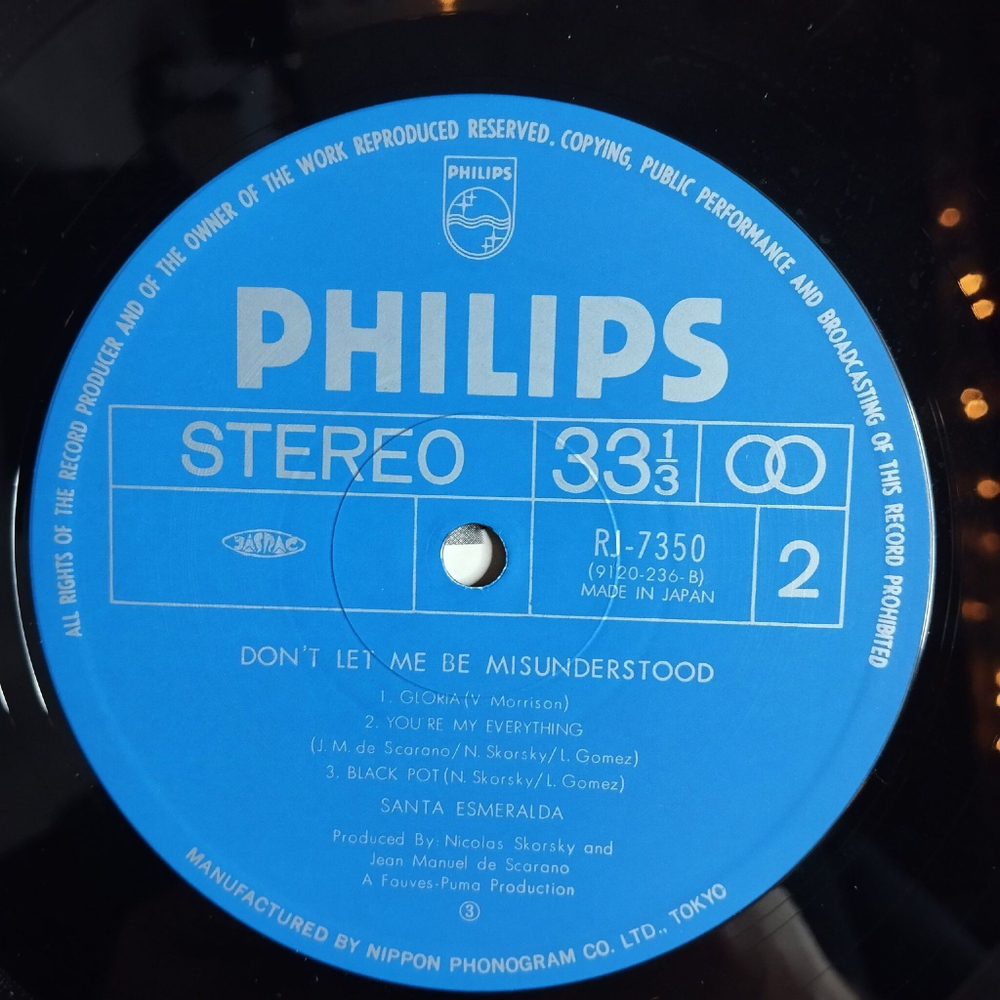 ALL RIGHTS OF THE RECORD PRODUCER AND OF THE OWNER OF THE WORK REPRODUCED RESERVED. COPYING, PUBLIC PERFORMANCE AND BROADCASTING OF THIS RECORD PROHIBITED
PHILIPS
PHILIPS
STEREO 33 1/3
JASRAC
RJ-7350
(9120-236-B)
MADE IN JAPAN
2
DON'T LET ME BE MISUNDERSTOOD
1. GLORIA (V Morrison)
2. YOU'RE MY EVERYTHING
(J. M. de Scarano/N. Skorsky/L. Gomez)
3. BLACK POT (N. Skorsky/L. Gomez)
SANTA ESMERALDA
Produced By: Nicolas Skorsky and
Jean Manuel de Scarano
A Fauves-Puma Production
③
MANUFACTURED BY NIPPON PHONOGRAM CO. LTD., TOKYO